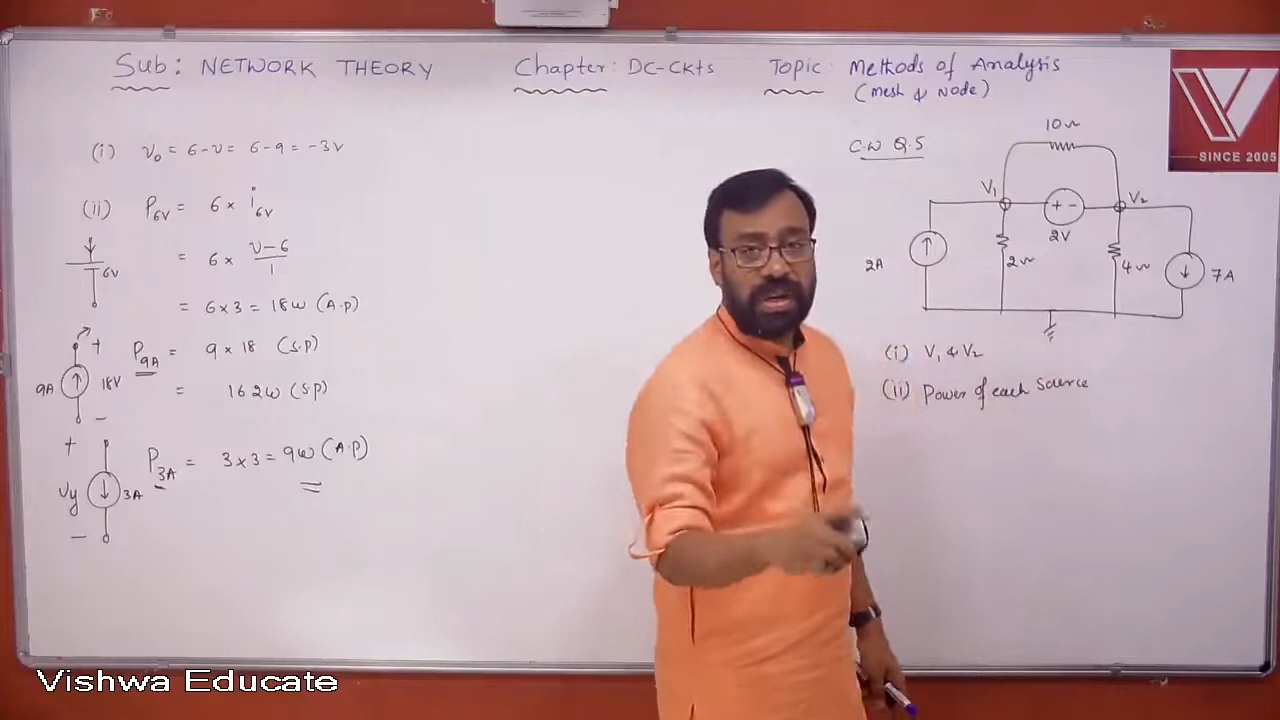 Sub: NETWORK THEORY Chapter: DC-Ckts Topic: Methods of Analysis
(Mesh & Node)
SINCE 2005
(i) v₀ = 6-v = 6-9 = -3v
(ii) P6V = 6 × i6V
= 6 × v-6/1
= 6×3 = 18w (A.P)
6V
P9A = 9 × 18 (S.P)
= 162w (S.P)
9A 18V + -
P3A = 3×3 = 9w (A.P)
+ Vy - 3A
C.W Q.5
10Ω
V₁ + - V₂
2V
2A 2Ω 4Ω 7A
(i) V₁ & V₂
(ii) Power of each Source
Vishwa Educate